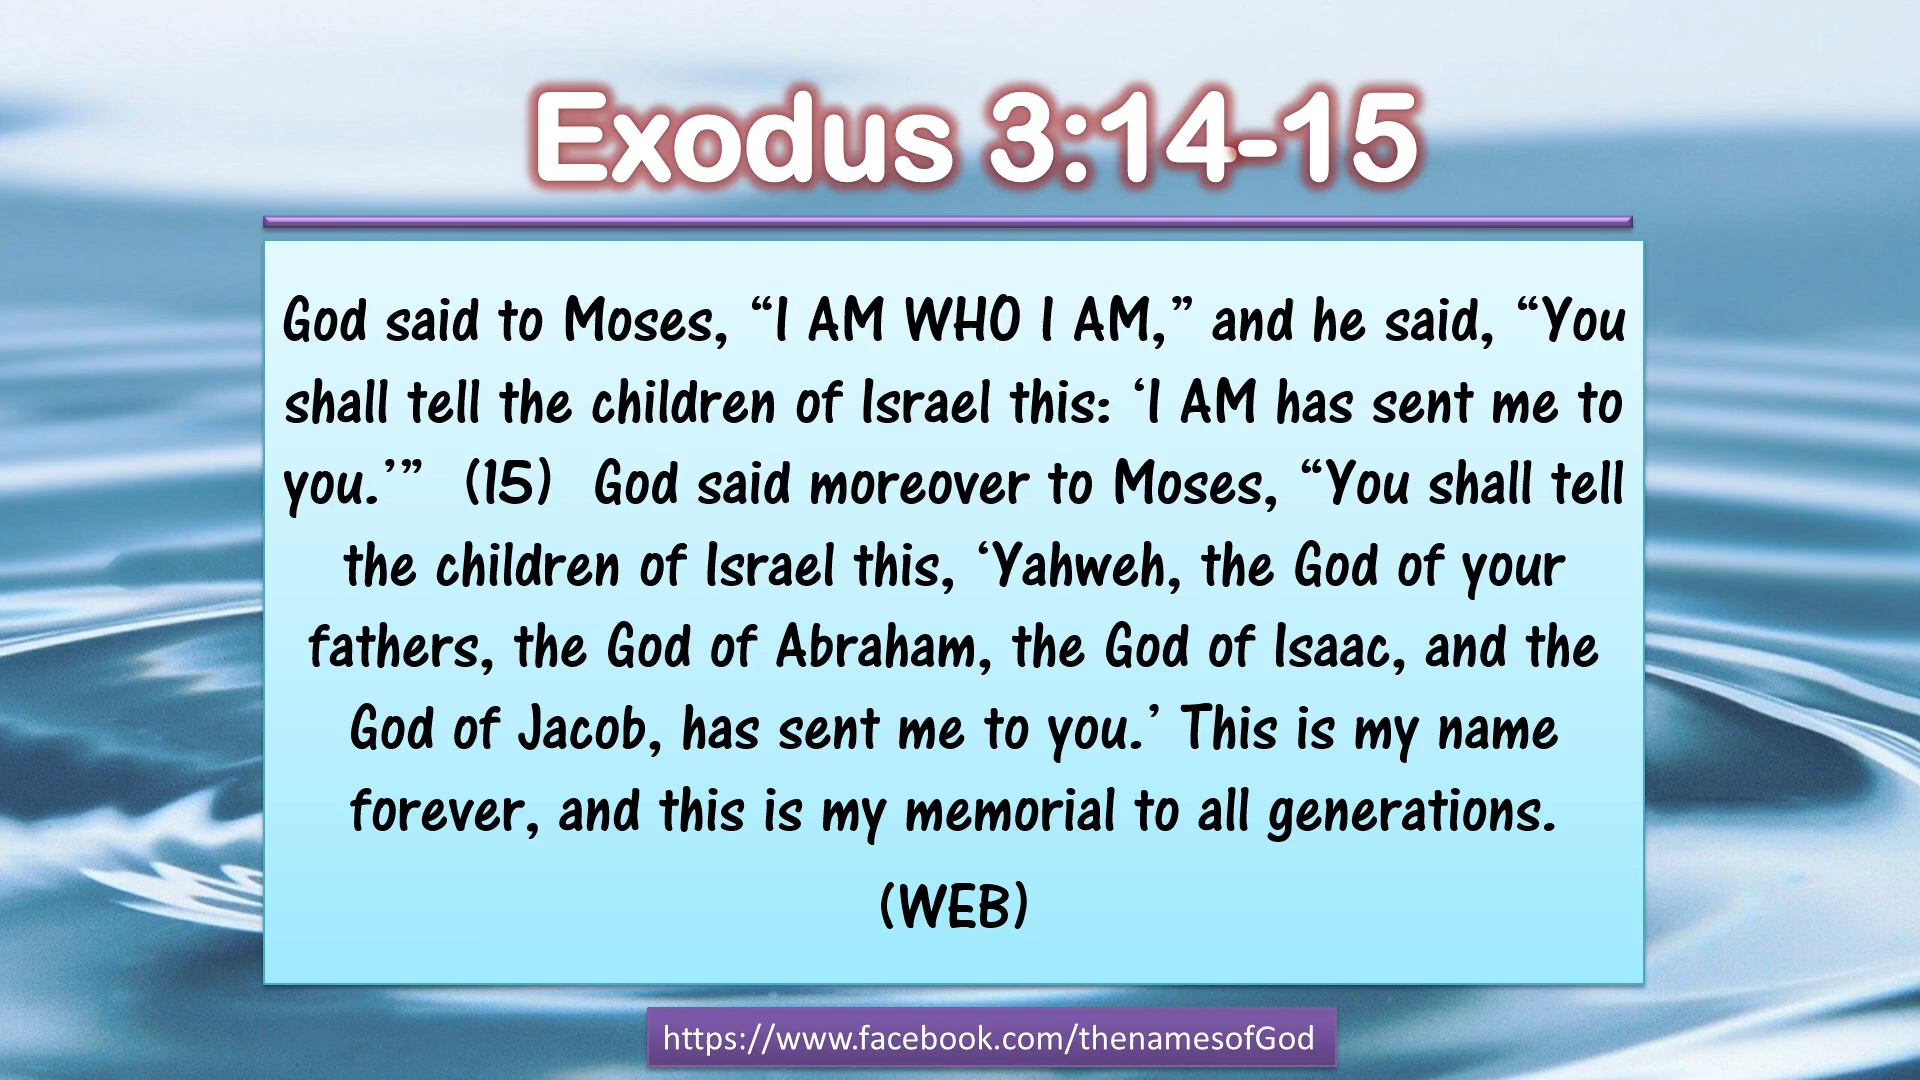 Exodus 3:14-15
God said to Moses, “I AM WHO I AM,” and he said, “You
shall tell the children of Israel this: ‘I AM has sent me to
you.’” (15) God said moreover to Moses, “You shall tell
the children of Israel this, ‘Yahweh, the God of your
fathers, the God of Abraham, the God of Isaac, and the
God of Jacob, has sent me to you.’ This is my name
forever, and this is my memorial to all generations.
(WEB)
https://www.facebook.com/thenamesofGod